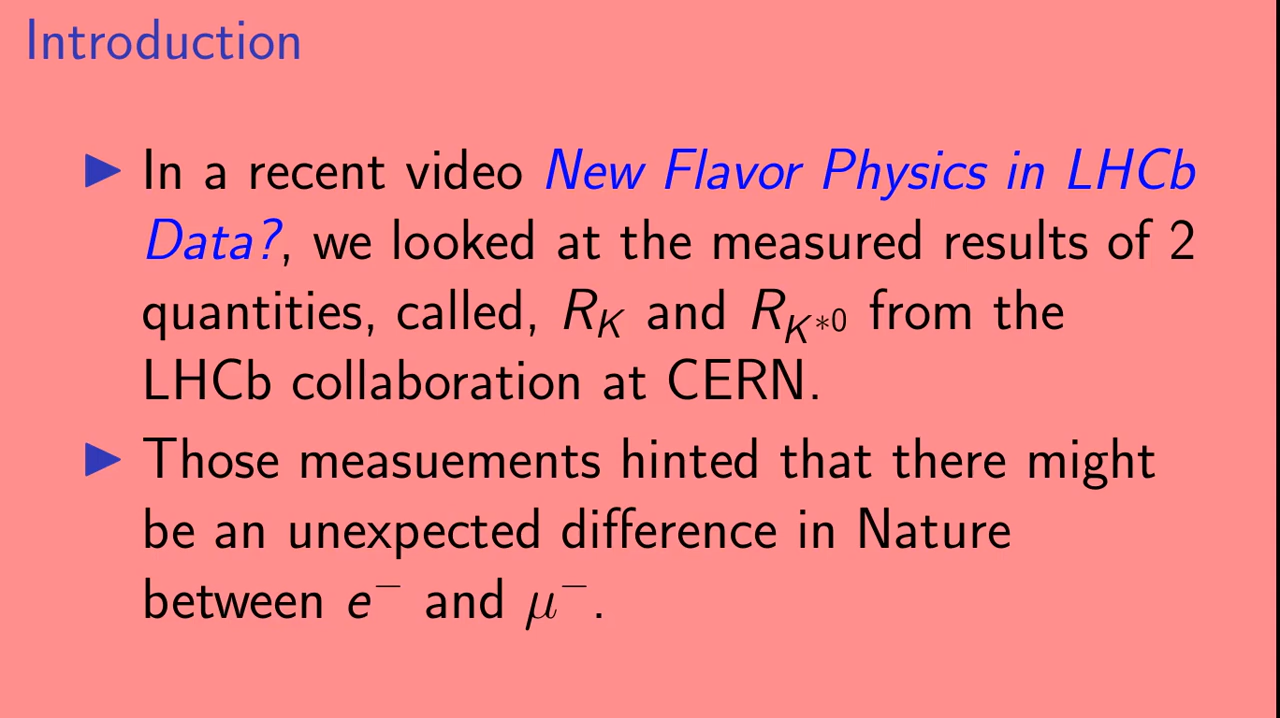 Introduction
▶ In a recent video New Flavor Physics in LHCb
Data?, we looked at the measured results of 2
quantities, called, R_K and R_{K^{*0}} from the
LHCb collaboration at CERN.
▶ Those measuements hinted that there might
be an unexpected difference in Nature
between e⁻ and μ⁻.